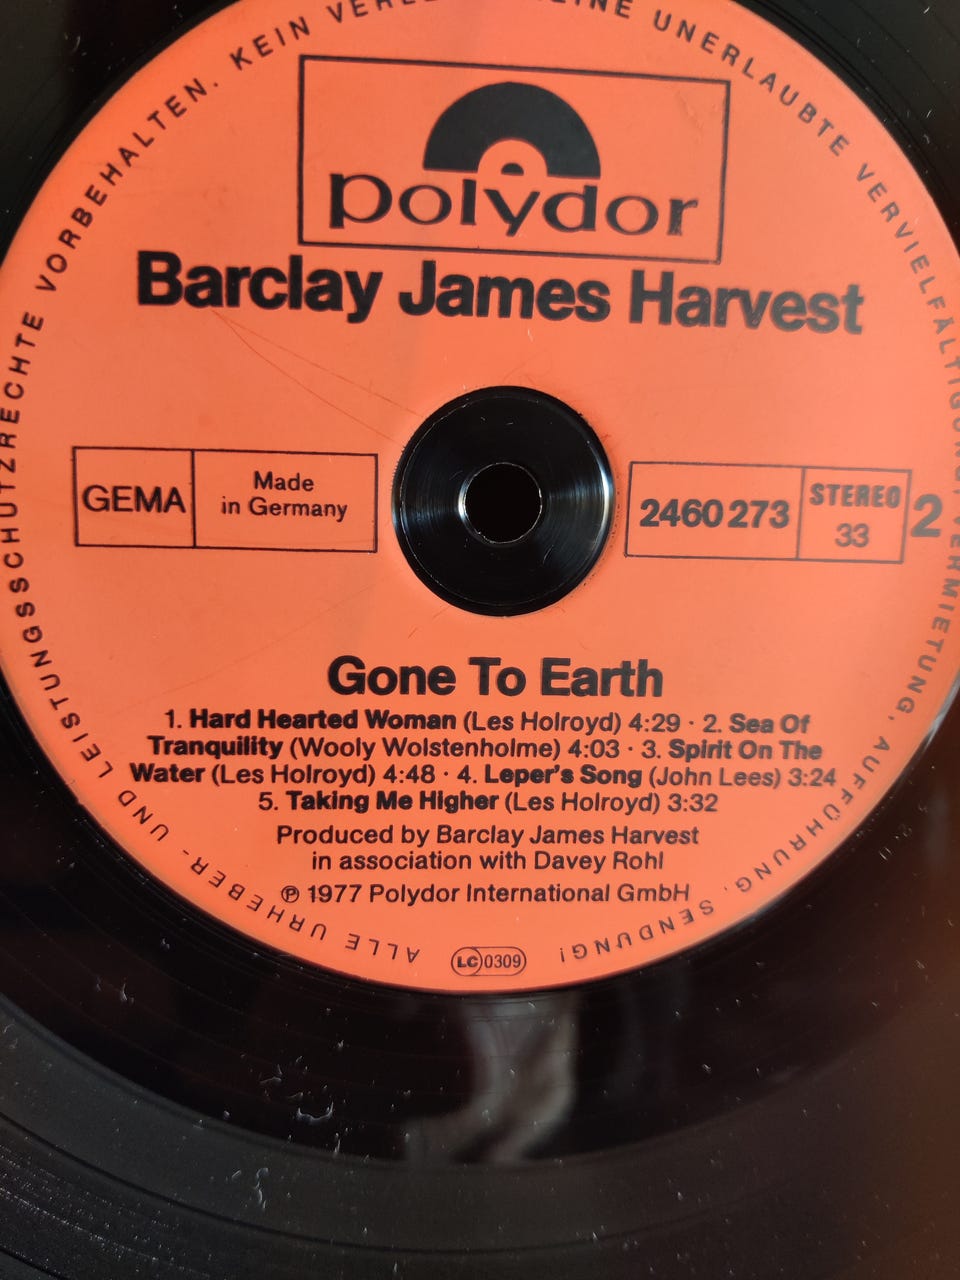 polydor
Barclay James Harvest
GEMA
Made
in Germany
2460 273
STEREO
33
2
Gone To Earth
1. Hard Hearted Woman (Les Holroyd) 4:29 · 2. Sea Of
Tranquility (Wooly Wolstenholme) 4:03 · 3. Spirit On The
Water (Les Holroyd) 4:48 · 4. Leper's Song (John Lees) 3:24
5. Taking Me Higher (Les Holroyd) 3:32
Produced by Barclay James Harvest
in association with Davey Rohl
℗ 1977 Polydor International GmbH
LC 0309
ALLE URHEBER- UND LEISTUNGSSCHUTZRECHTE VORBEHALTEN. KEIN UNERLAUBTE VERVIELFÄLTIGUNG, VERMIETUNG, AUFFÜHRUNG, SENDUNG!